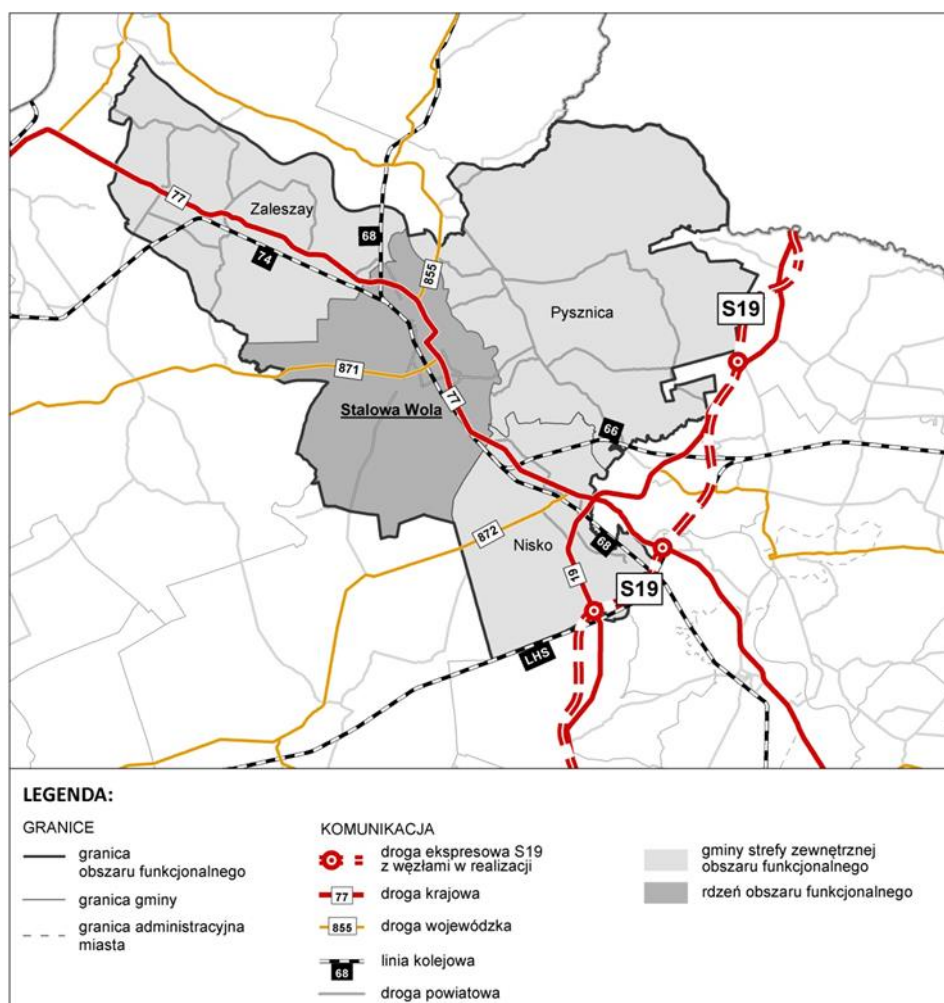 Zaleszay
77
68
74
855
S19
Pysznica
871
Stalowa Wola
77
66
872
Nisko
68
19
S19
LHS
LEGENDA:
GRANICE
granica
obszaru funkcjonalnego
granica gminy
granica administracyjna
miasta
KOMUNIKACJA
droga ekspresowa S19
z węzłami w realizacji
77
droga krajowa
855
droga wojewódzka
68
linia kolejowa
droga powiatowa
gminy strefy zewnętrznej
obszaru funkcjonalnego
rdzeń obszaru funkcjonalnego